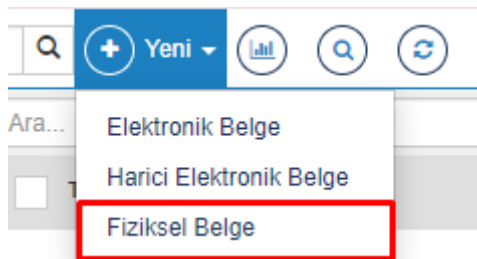 Yeni
Ara...
Elektronik Belge
Harici Elektronik Belge
Fiziksel Belge